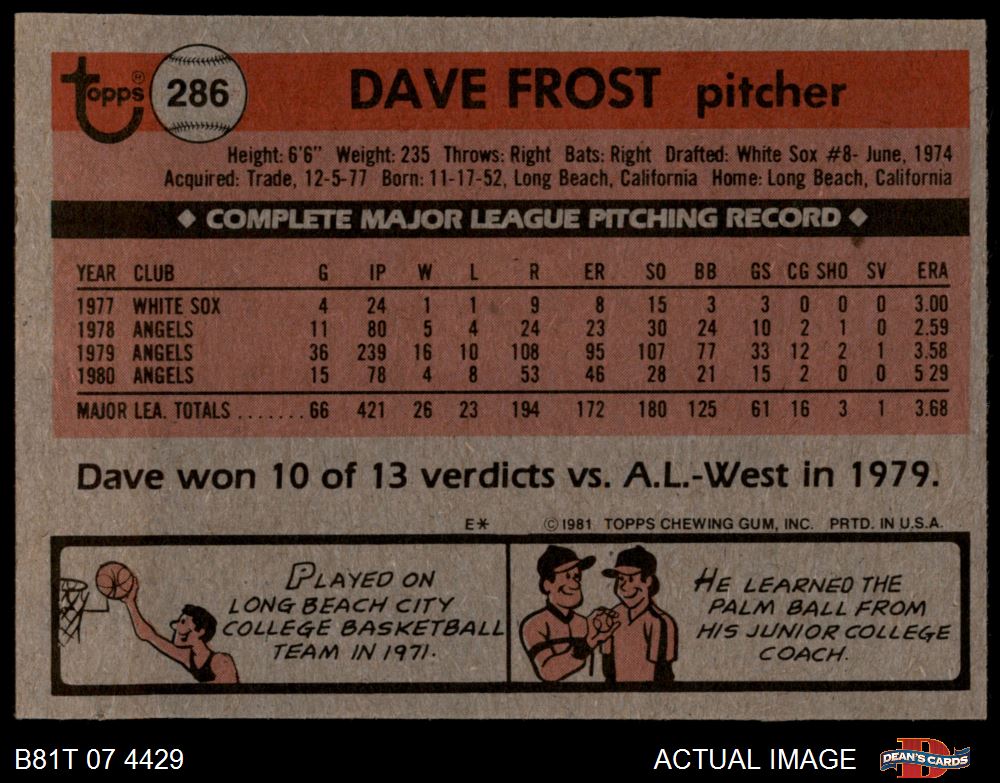 topps® 286 DAVE FROST pitcher
Height: 6'6" Weight: 235 Throws: Right Bats: Right Drafted: White Sox #8- June, 1974
Acquired: Trade, 12-5-77 Born: 11-17-52, Long Beach, California Home: Long Beach, California
◆ COMPLETE MAJOR LEAGUE PITCHING RECORD ◆
YEAR CLUB G IP W L R ER SO BB GS CG SHO SV ERA
1977 WHITE SOX 4 24 1 1 9 8 15 3 3 0 0 0 3.00
1978 ANGELS 11 80 5 4 24 23 30 24 10 2 1 0 2.59
1979 ANGELS 36 239 16 10 108 95 107 77 33 12 2 1 3.58
1980 ANGELS 15 78 4 8 53 46 28 21 15 2 0 0 5 29
MAJOR LEA. TOTALS ....... 66 421 26 23 194 172 180 125 61 16 3 1 3.68
Dave won 10 of 13 verdicts vs. A.L.-West in 1979.
E* © 1981 TOPPS CHEWING GUM, INC. PRTD. IN U.S.A.
PLAYED ON
LONG BEACH CITY
COLLEGE BASKETBALL
TEAM IN 1971.
HE LEARNED THE
PALM BALL FROM
HIS JUNIOR COLLEGE
COACH.
B81T 07 4429 ACTUAL IMAGE DEAN'S CARDS